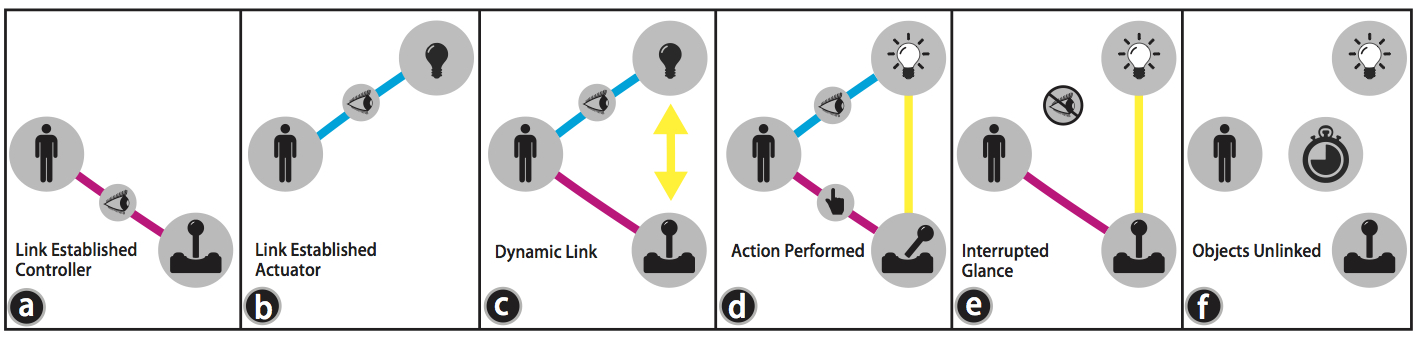 Link Established
Controller
a
Link Established
Actuator
b
Dynamic Link
c
Action Performed
d
Interrupted
Glance
e
Objects Unlinked
f